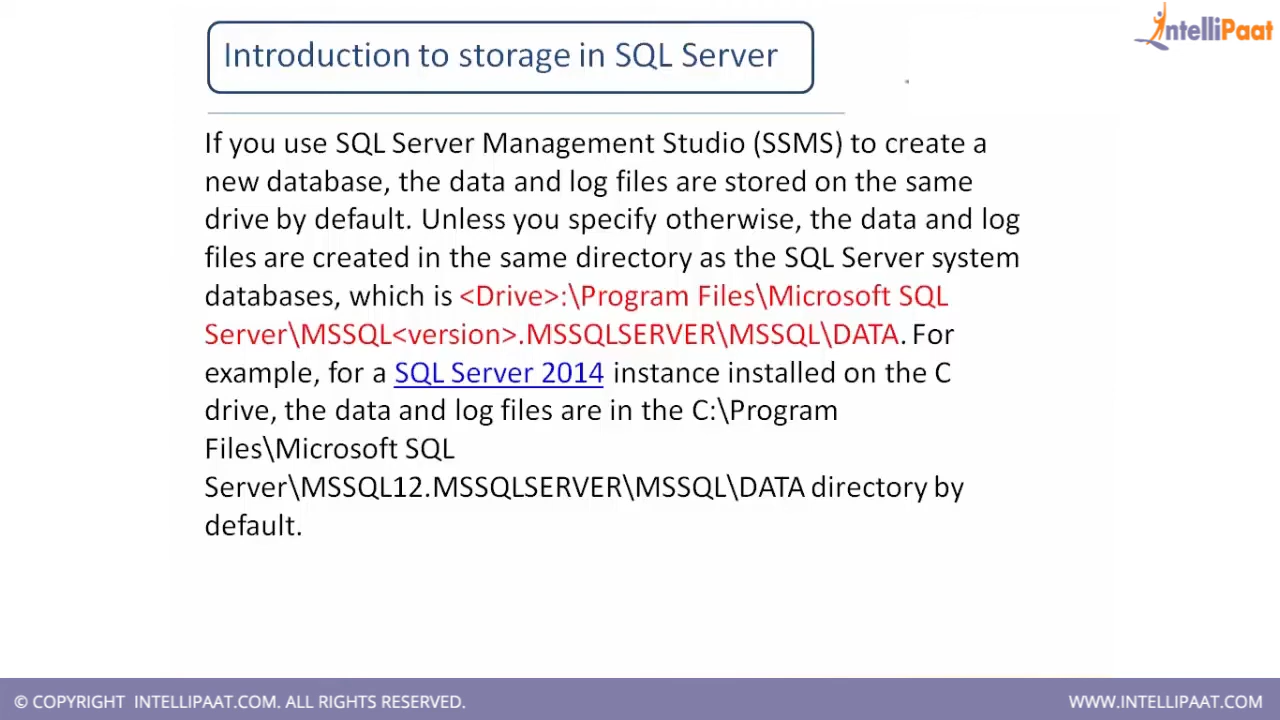 Introduction to storage in SQL Server
IntelliPaat
If you use SQL Server Management Studio (SSMS) to create a
new database, the data and log files are stored on the same
drive by default. Unless you specify otherwise, the data and log
files are created in the same directory as the SQL Server system
databases, which is <Drive>:\Program Files\Microsoft SQL
Server\MSSQL<version>.MSSQLSERVER\MSSQL\DATA. For
example, for a SQL Server 2014 instance installed on the C
drive, the data and log files are in the C:\Program
Files\Microsoft SQL
Server\MSSQL12.MSSQLSERVER\MSSQL\DATA directory by
default.
© COPYRIGHT INTELLIPAAT.COM. ALL RIGHTS RESERVED.
WWW.INTELLIPAAT.COM